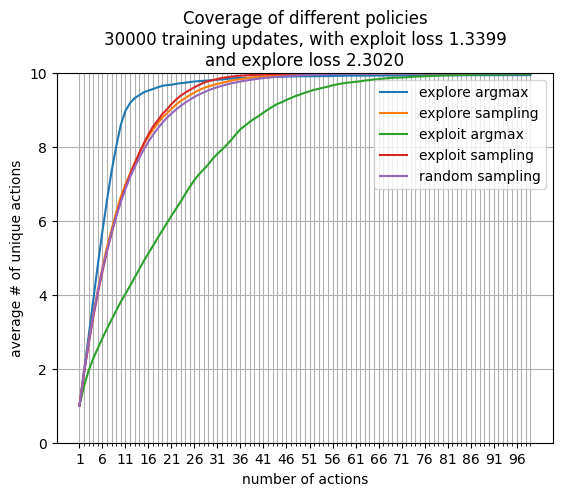 Coverage of different policies
30000 training updates, with exploit loss 1.3399
and explore loss 2.3020
10
8
6
4
2
0
average # of unique actions
explore argmax
explore sampling
exploit argmax
exploit sampling
random sampling
1 6 11 16 21 26 31 36 41 46 51 56 61 66 71 76 81 86 91 96
number of actions